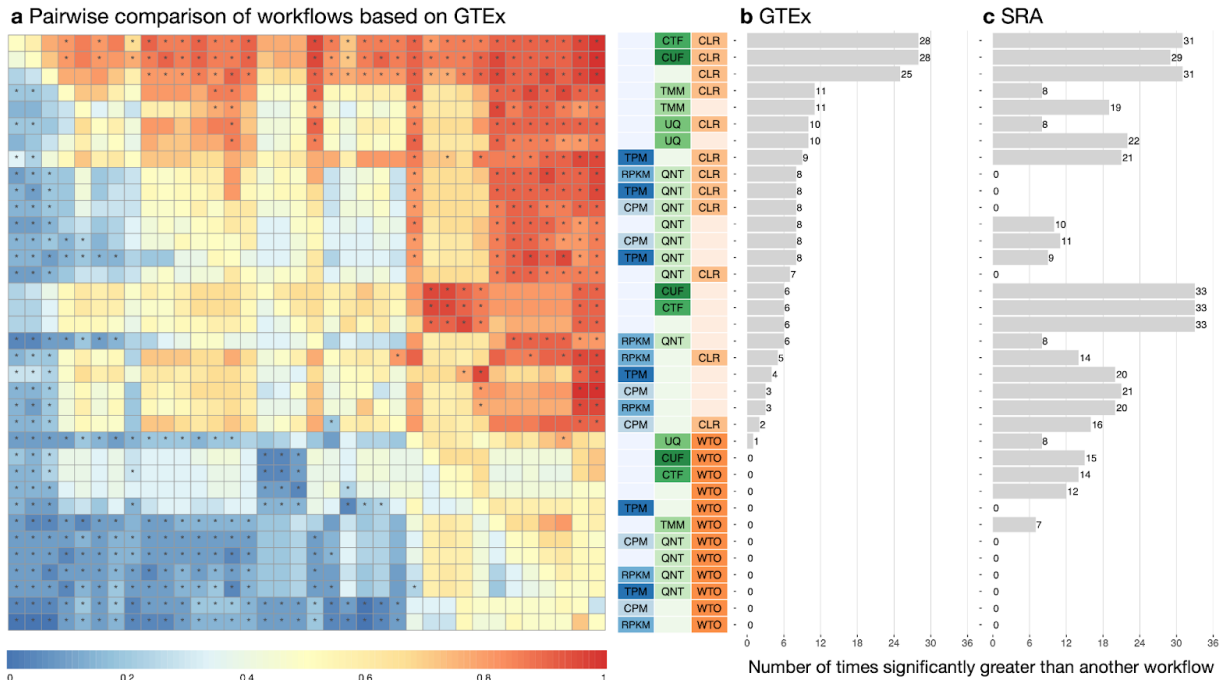 a Pairwise comparison of workflows based on GTEx b GTEx c SRA
CTF CLR - 28 - 31
CUF CLR - 28 - 29
CLR - 25 - 31
TMM CLR - 11 - 8
TMM - 11 - 19
UQ CLR - 10 - 8
UQ - 10 - 22
TPM CLR - 9 - 21
RPKM QNT CLR - 8 - 0
TPM QNT CLR - 8 - 0
CPM QNT CLR - 8 - 0
QNT - 8 - 10
CPM QNT - 8 - 11
TPM QNT - 8 - 9
QNT CLR - 7 - 0
CUF - 6 - 33
CTF - 6 - 33
- 6 - 33
RPKM QNT - 6 - 8
RPKM CLR - 5 - 14
TPM - 4 - 20
CPM - 3 - 21
RPKM - 3 - 20
CPM CLR - 2 - 16
UQ WTO - 1 - 8
CUF WTO - 0 - 15
CTF WTO - 0 - 14
WTO - 0 - 12
TPM WTO - 0 - 0
TMM WTO - 0 - 7
CPM QNT WTO - 0 - 0
QNT WTO - 0 - 0
RPKM QNT WTO - 0 - 0
TPM QNT WTO - 0 - 0
CPM WTO - 0 - 0
RPKM WTO - 0 - 0
0 6 12 18 24 30 36 0 6 12 18 24 30 36
Number of times significantly greater than another workflow
0 0.2 0.4 0.6 0.8 1